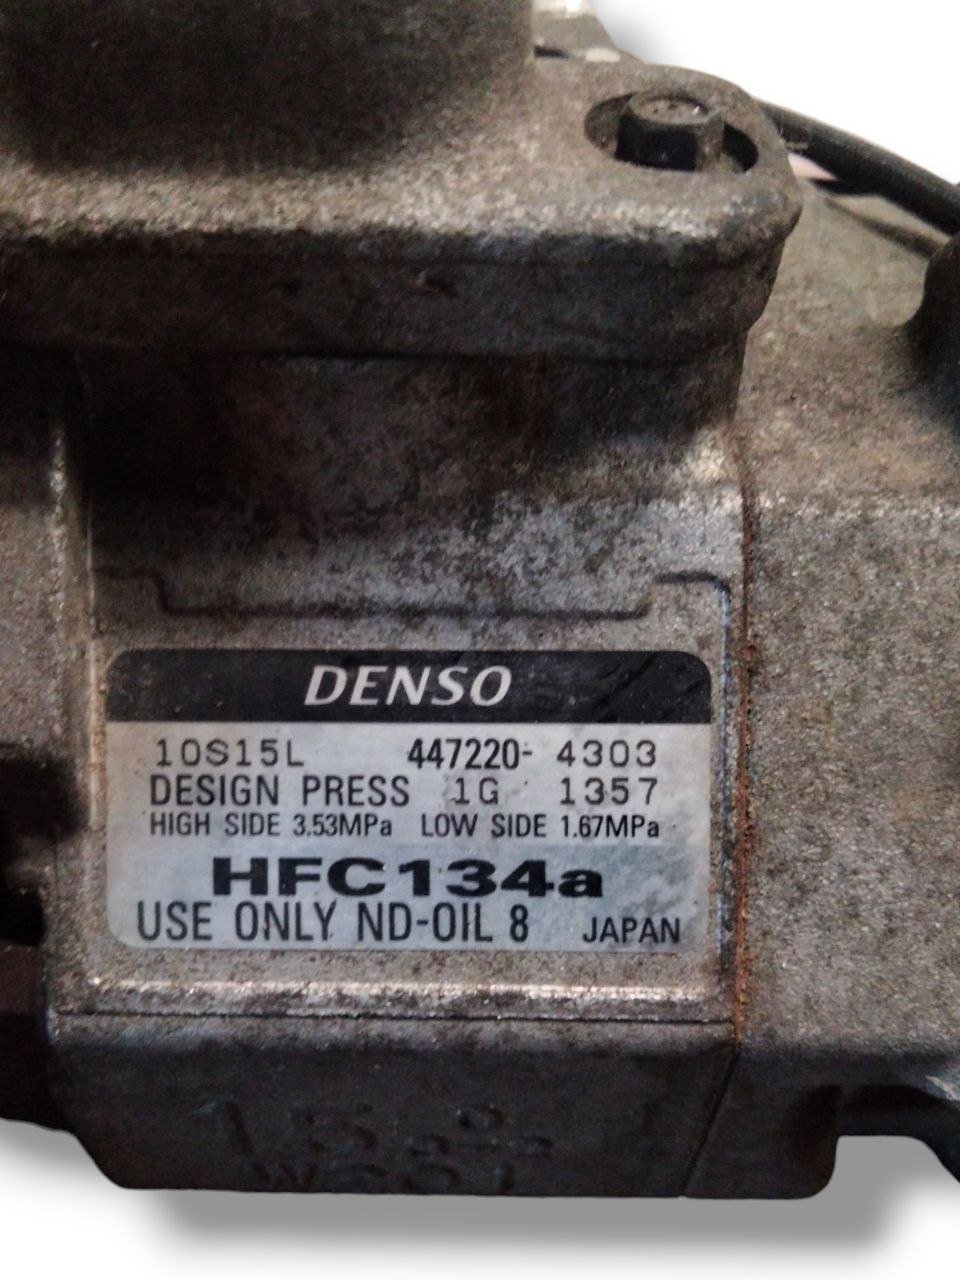 DENSO
10S15L 447220- 4303
DESIGN PRESS 1G 1357
HIGH SIDE 3.53MPa LOW SIDE 1.67MPa
HFC134a
USE ONLY ND-OIL 8 JAPAN